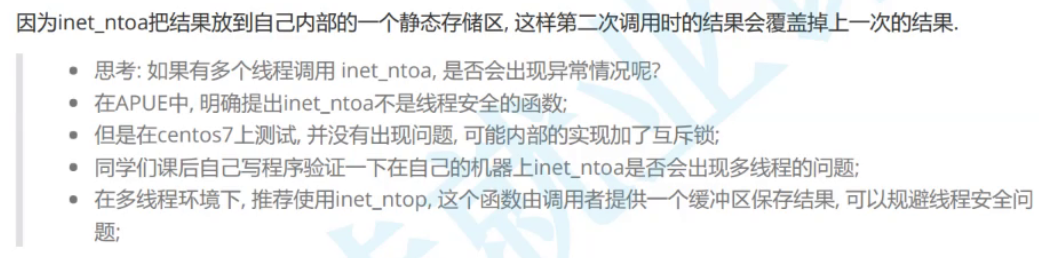 因为inet_ntoa把结果放到自己内部的一个静态存储区, 这样第二次调用时的结果会覆盖掉上一次的结果.
思考: 如果有多个线程调用 inet_ntoa, 是否会出现异常情况呢?
在APUE中, 明确提出inet_ntoa不是线程安全的函数;
但是在centos7上测试, 并没有出现问题, 可能内部的实现加了互斥锁;
同学们课后自己写程序验证一下在自己的机器上inet_ntoa是否会出现多线程的问题;
在多线程环境下, 推荐使用inet_ntop, 这个函数由调用者提供一个缓冲区保存结果, 可以规避线程安全问
题;